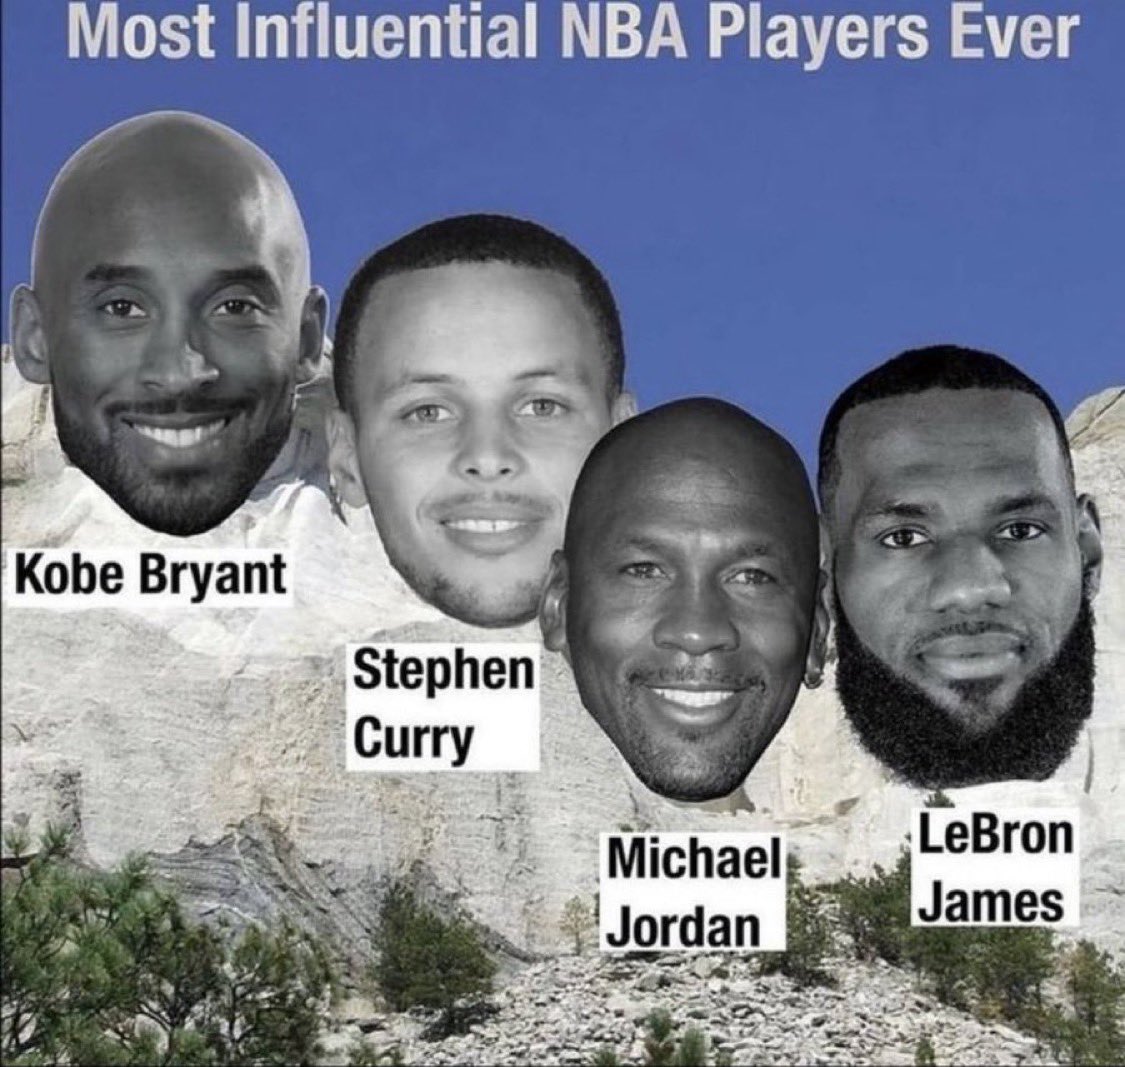 Most Influential NBA Players Ever
Kobe Bryant
Stephen
Curry
Michael
Jordan
LeBron
James